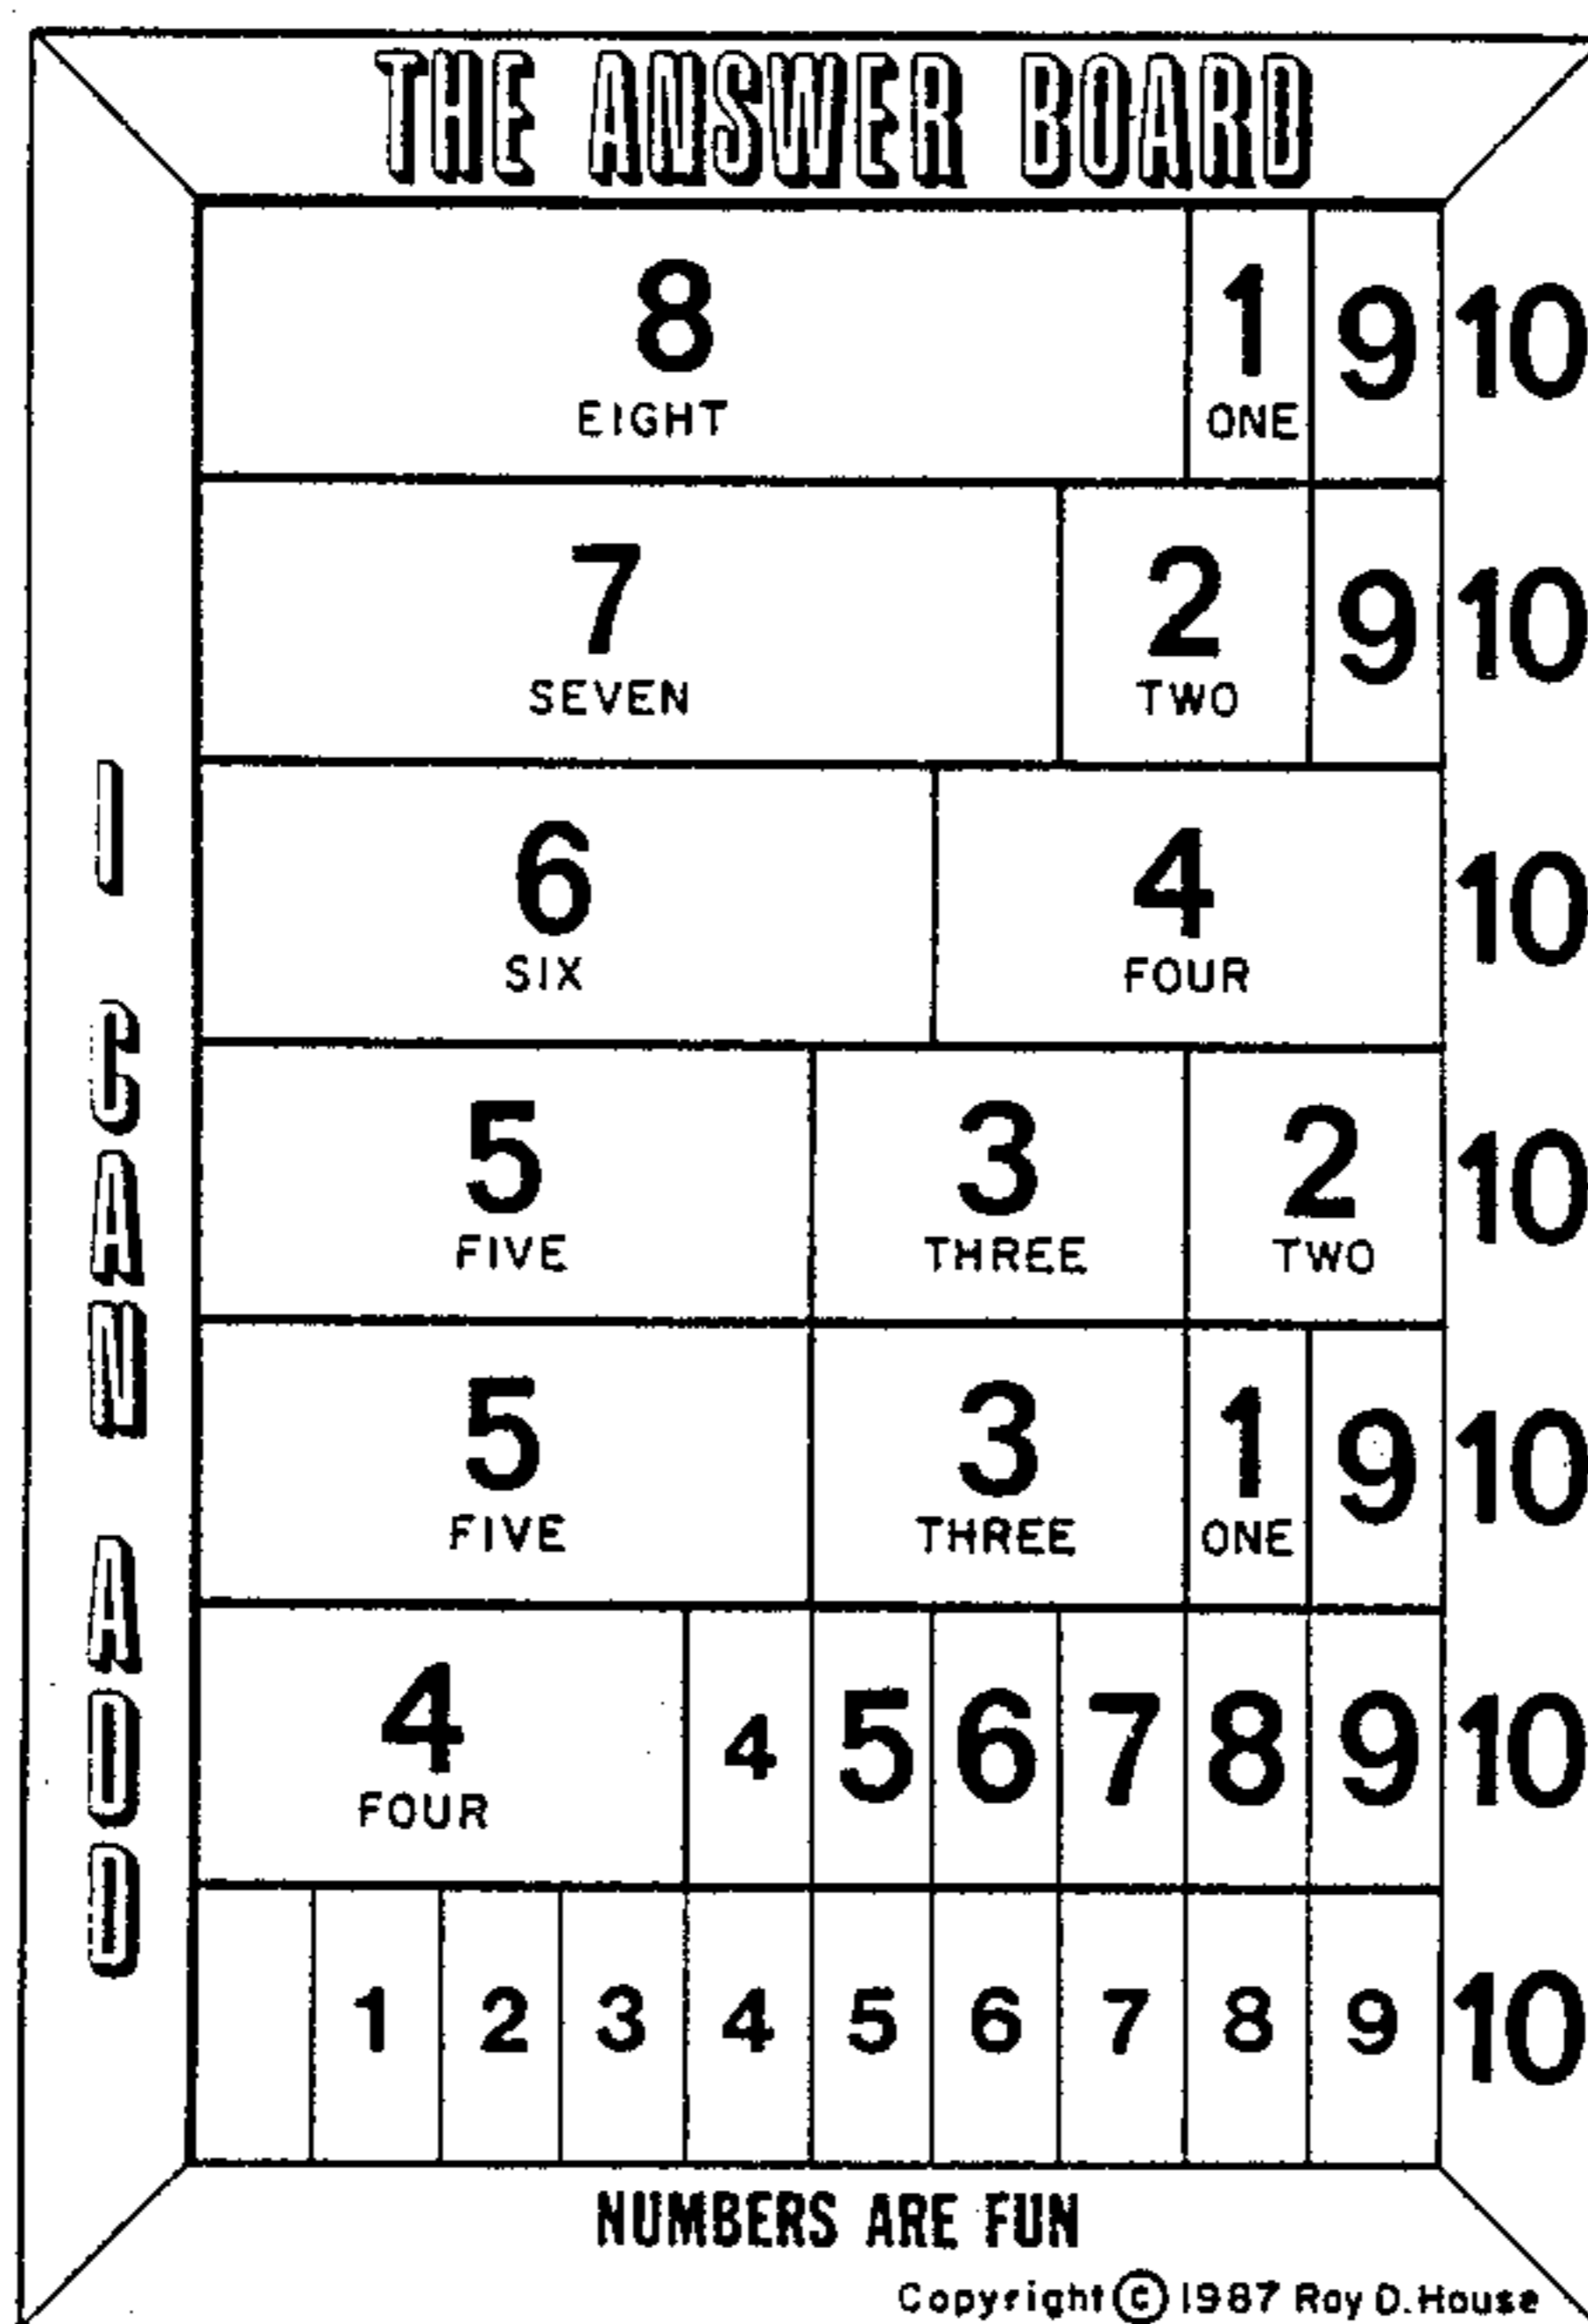 THE ANSWER BOARD
8 1 9 10
EIGHT ONE
7 2 9 10
SEVEN TWO
6 4 10
SIX FOUR
5 3 2 10
FIVE THREE TWO
5 3 1 9 10
FIVE THREE ONE
4 4 5 6 7 8 9 10
FOUR
1 2 3 4 5 6 7 8 9 10
I CAN ADD
NUMBERS ARE FUN
Copyright © 1987 Roy D. House